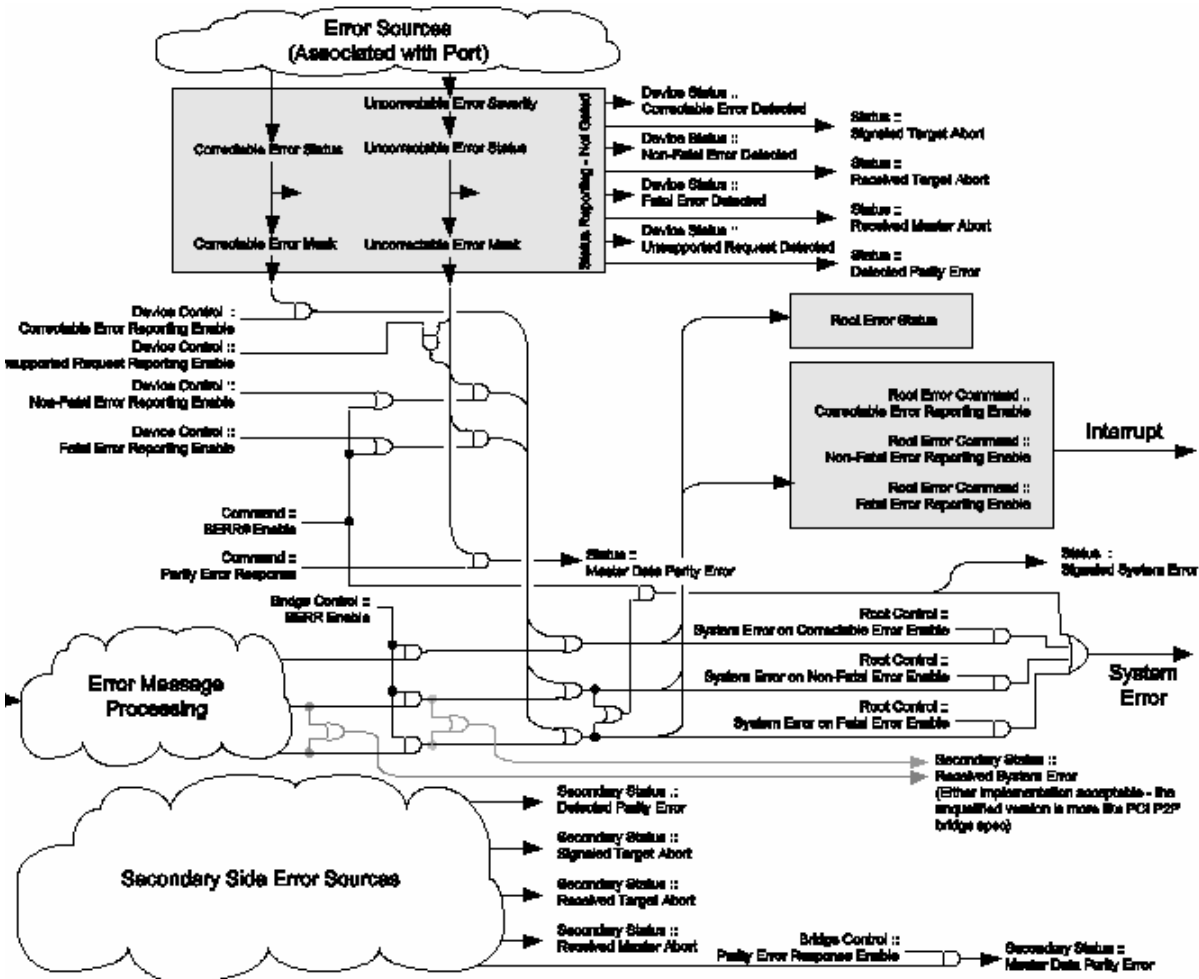 Error Sources
(Associated with Port)
Uncorrectable Error Severity
Correctable Error Status
Uncorrectable Error Status
Correctable Error Mask
Uncorrectable Error Mask
Status Reporting - Not Gated
Device Status ::
Correctable Error Detected
Status ::
Signaled Target Abort
Device Status ::
Non-Fatal Error Detected
Status ::
Received Target Abort
Device Status ::
Fatal Error Detected
Status ::
Received Master Abort
Device Status ::
Unsupported Request Detected
Status ::
Detected Parity Error
Device Control ::
Correctable Error Reporting Enable
Device Control ::
nsupported Request Reporting Enable
Device Control ::
Non-Fatal Error Reporting Enable
Device Control ::
Fatal Error Reporting Enable
Root Error Status
Root Error Command ::
Correctable Error Reporting Enable
Root Error Command ::
Non-Fatal Error Reporting Enable
Root Error Command ::
Fatal Error Reporting Enable
Interrupt
Command ::
SERR# Enable
Command ::
Parity Error Response
Status ::
Master Data Parity Error
Status ::
Signaled System Error
Bridge Control ::
SERR Enable
Root Control ::
System Error on Correctable Error Enable
Root Control ::
System Error on Non-Fatal Error Enable
Root Control ::
System Error on Fatal Error Enable
System
Error
Error Message
Processing
Secondary Status ::
Received System Error
(Either implementation acceptable - the
unqualified version is more like PCI P2P
bridge spec)
Secondary Side Error Sources
Secondary Status ::
Detected Parity Error
Secondary Status ::
Signaled Target Abort
Secondary Status ::
Received Target Abort
Secondary Status ::
Received Master Abort
Bridge Control ::
Parity Error Response Enable
Secondary Status ::
Master Data Parity Error